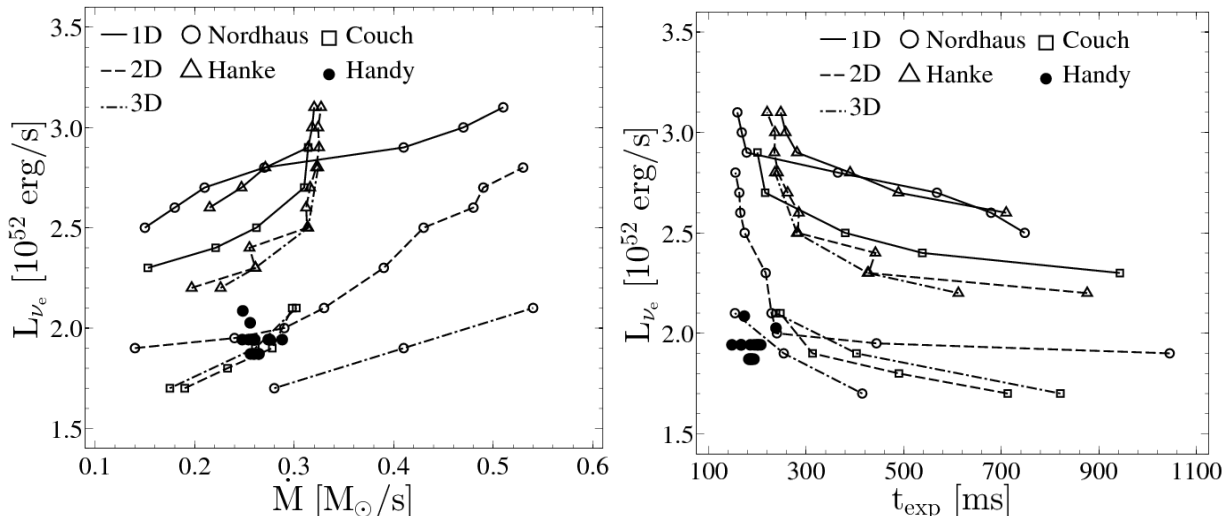 3.5
3.0
2.5
2.0
1.5
L_νe [10^52 erg/s]
1D Nordhaus Couch
2D Hanke Handy
3D
0.1 0.2 0.3 0.4 0.5 0.6
Ṁ [M_⊙/s]
3.5
3.0
2.5
2.0
1.5
L_νe [10^52 erg/s]
1D Nordhaus Couch
2D Hanke Handy
3D
100 300 500 700 900 1100
t_exp [ms]